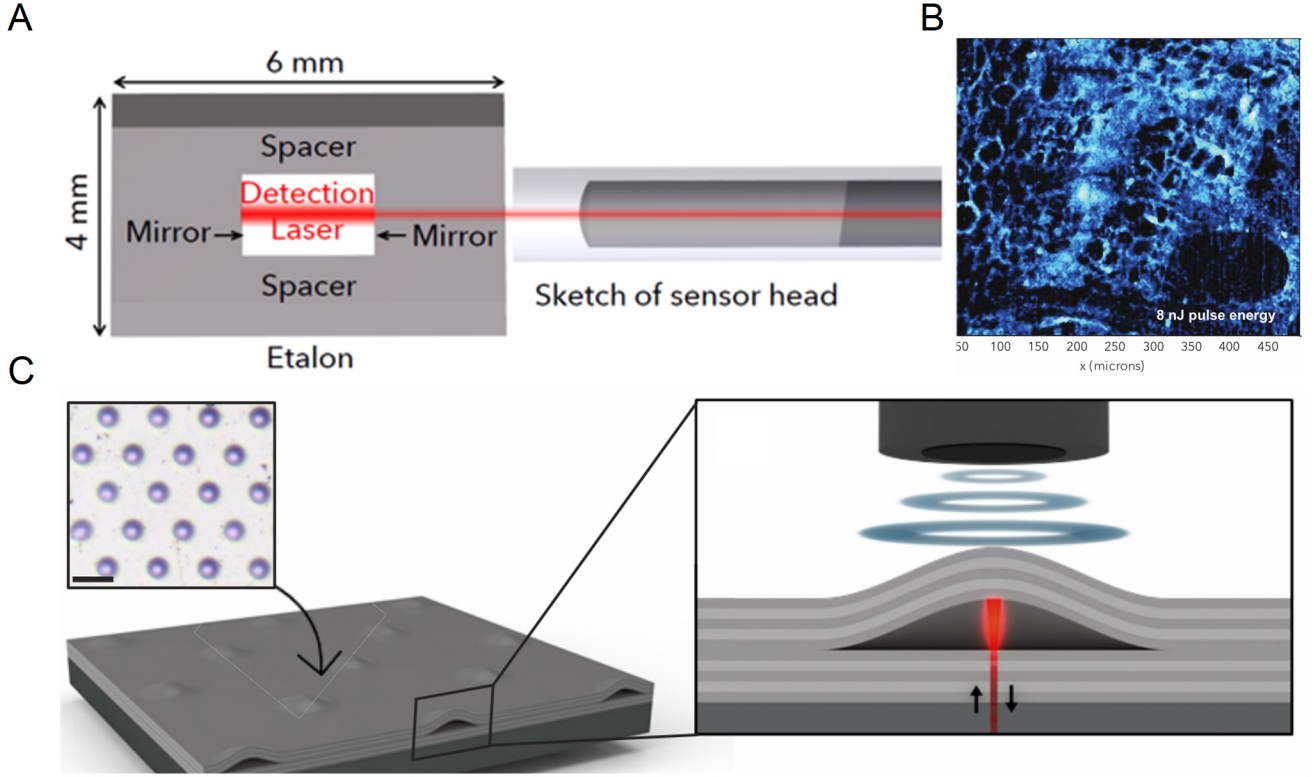 A
6 mm
4 mm
Spacer
Detection
Laser
Mirror
Mirror
Spacer
Etalon
Sketch of sensor head
B
8 nJ pulse energy
50 100 150 200 250 300 350 400 450
x (microns)
C